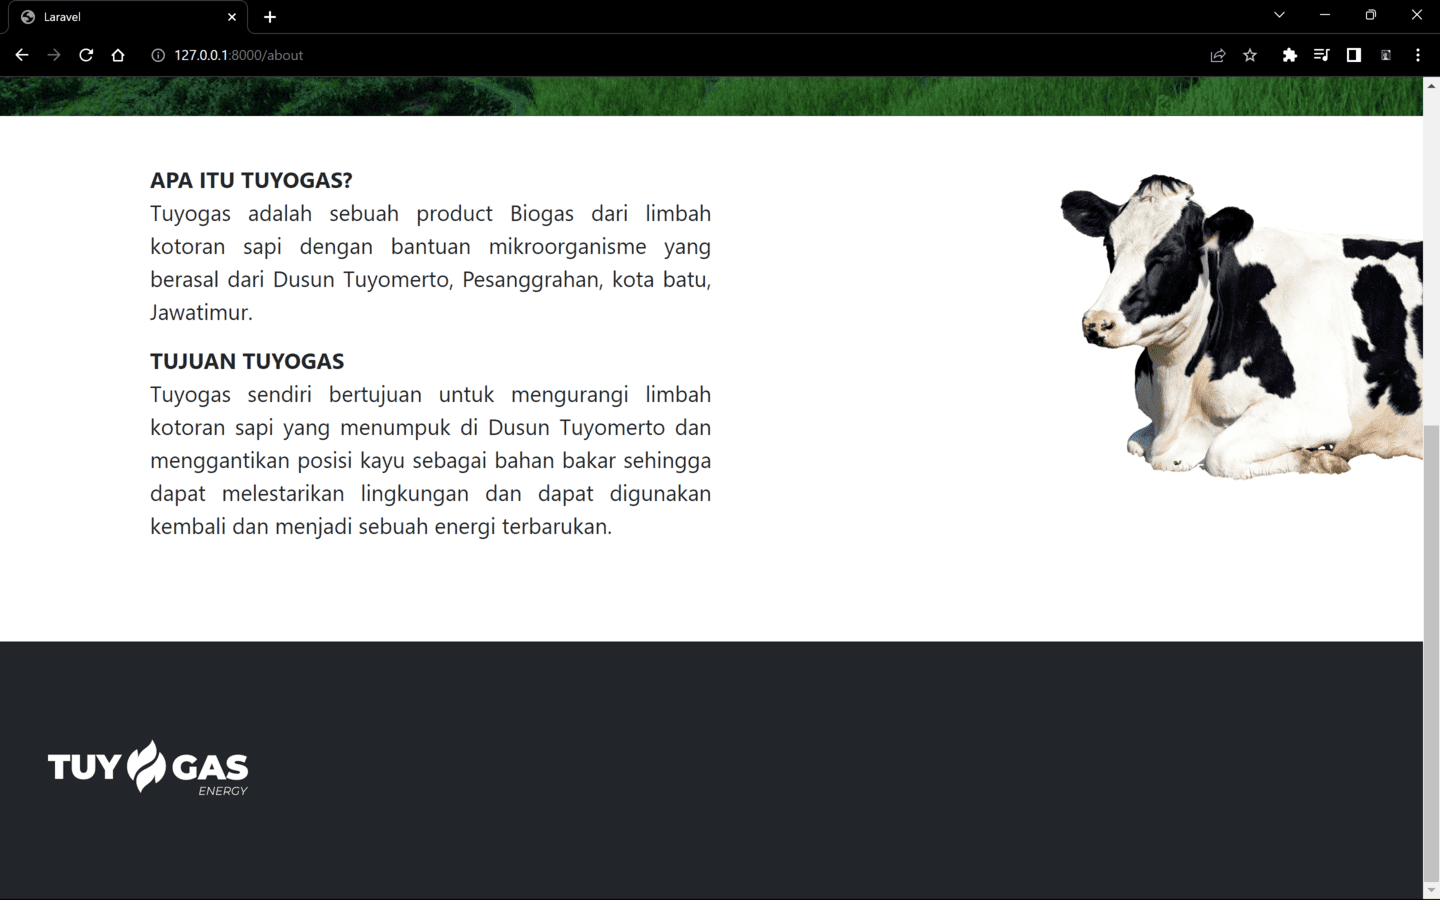 Laravel
127.0.0.1:8000/about
APA ITU TUYOGAS?
Tuyogas adalah sebuah product Biogas dari limbah
kotoran sapi dengan bantuan mikroorganisme yang
berasal dari Dusun Tuyomerto, Pesanggrahan, kota batu,
Jawatimur.
TUJUAN TUYOGAS
Tuyogas sendiri bertujuan untuk mengurangi limbah
kotoran sapi yang menumpuk di Dusun Tuyomerto dan
menggantikan posisi kayu sebagai bahan bakar sehingga
dapat melestarikan lingkungan dan dapat digunakan
kembali dan menjadi sebuah energi terbarukan.
TUYOGAS
ENERGY